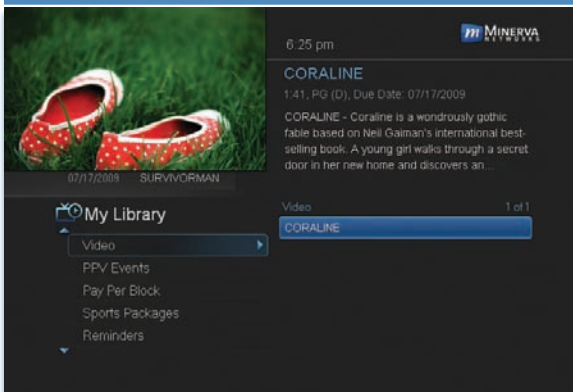 6:25 pm
MINERVA
NETWORKS
CORALINE
1:41, PG (D), Due Date: 07/17/2009
CORALINE - Coraline is a wondrously gothic
fable based on Neil Gaiman's international best-
selling book. A young girl walks through a secret
door in her new home and discovers an...
07/17/2009 SURVIVORMAN
My Library
Video
PPV Events
Pay Per Block
Sports Packages
Reminders
Video 1 of 1
CORALINE